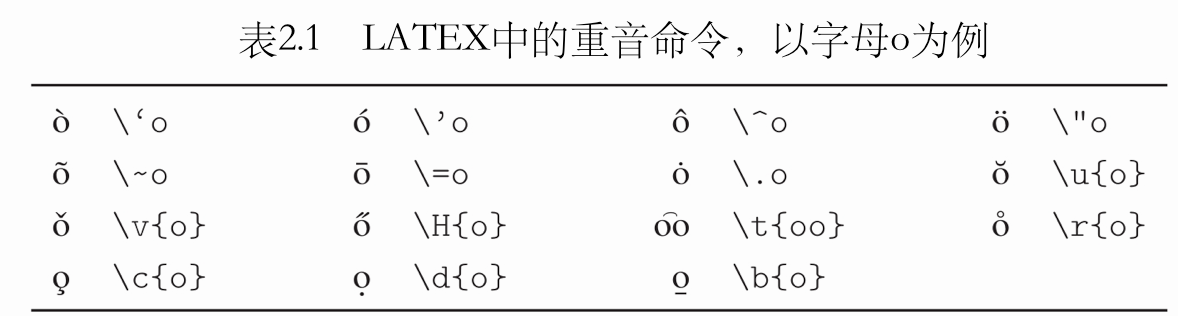 表2.1 LATEX中的重音命令，以字母o为例
ò \‘o ó \’o ô \^o ö \"o
õ \~o ō \=o ȯ \.o ŏ \u{o}
ǒ \v{o} ő \H{o} o͡o \t{oo} o̊ \r{o}
o̧ \c{o} ọ \d{o} o̱ \b{o}